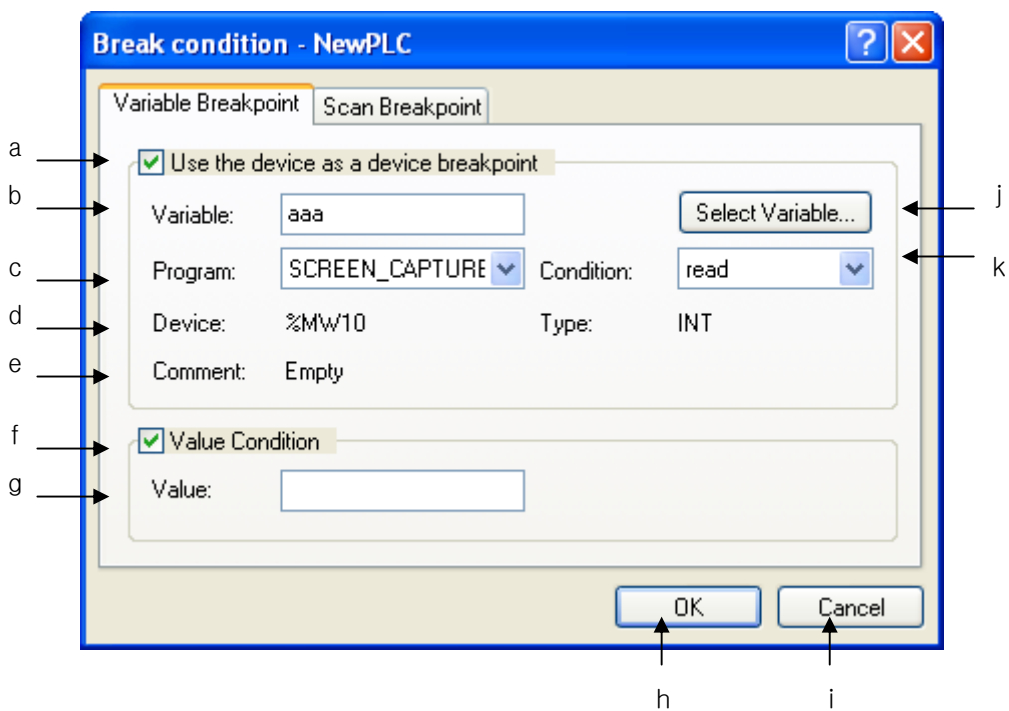 Break condition - NewPLC
Variable Breakpoint Scan Breakpoint
a Use the device as a device breakpoint
b Variable: aaa Select Variable... j
c Program: SCREEN_CAPTURE Condition: read k
d Device: %MW10 Type: INT
e Comment: Empty
f Value Condition
g Value:
OK Cancel
h i